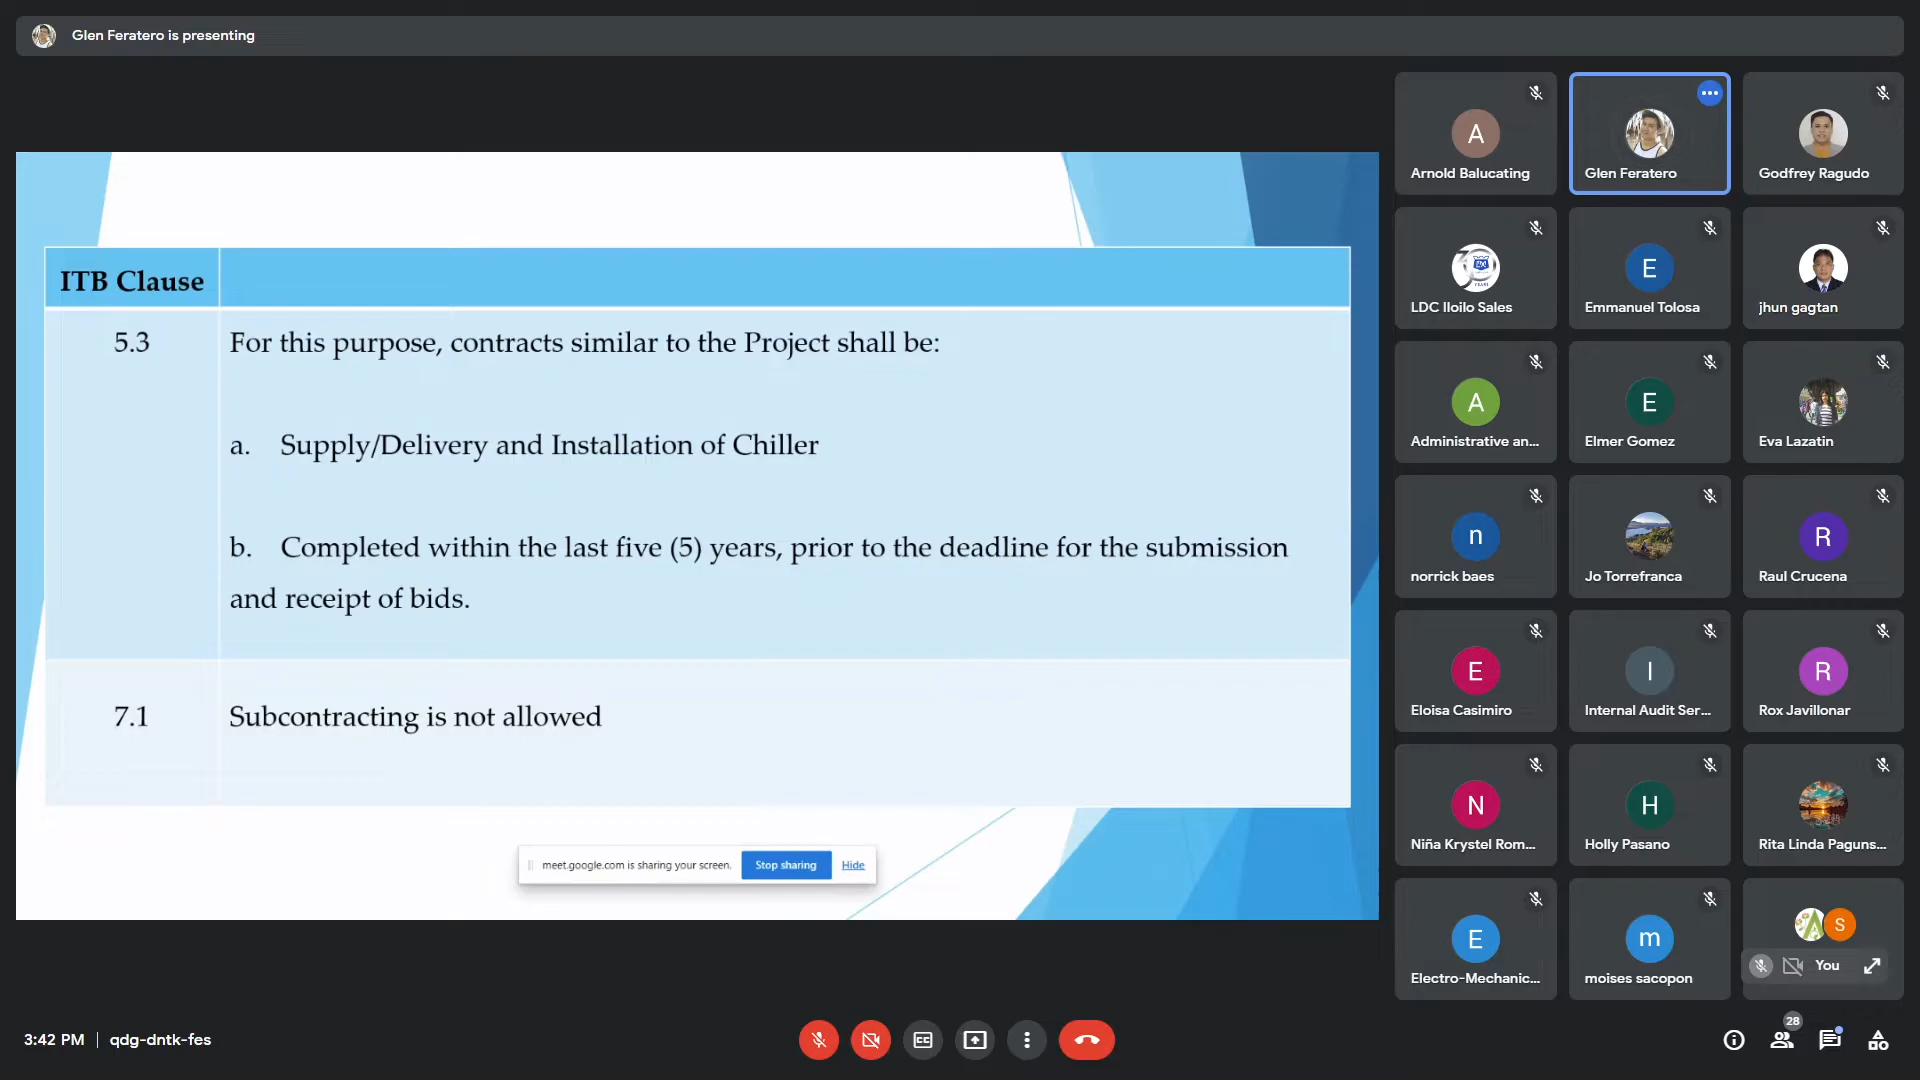 Glen Feratero is presenting
ITB Clause
5.3
For this purpose, contracts similar to the Project shall be:
a. Supply/Delivery and Installation of Chiller
b. Completed within the last five (5) years, prior to the deadline for the submission
and receipt of bids.
7.1
Subcontracting is not allowed
meet.google.com is sharing your screen. Stop sharing Hide
A
Arnold Balucating
Glen Feratero
Godfrey Ragudo
YEARS
LDC Iloilo Sales
E
Emmanuel Tolosa
jhun gagtan
A
Administrative an...
E
Elmer Gomez
Eva Lazatin
n
norrick baes
Jo Torrefranca
R
Raul Crucena
E
Eloisa Casimiro
I
Internal Audit Ser...
R
Rox Javillonar
N
Niña Krystel Rom...
H
Holly Pasano
Rita Linda Paguns...
E
Electro-Mechanic...
m
moises sacopon
S
You
3:42 PM | qdg-dntk-fes
CC
28